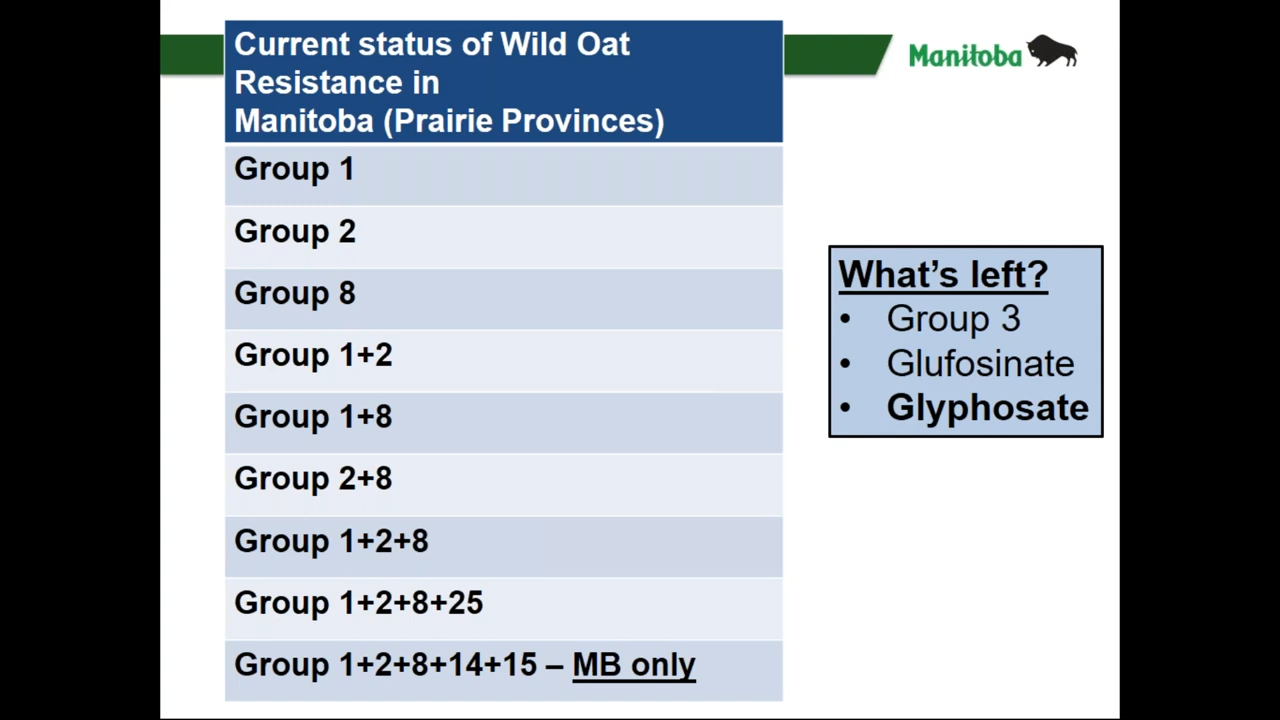 Current status of Wild Oat
Resistance in
Manitoba (Prairie Provinces)
Group 1
Group 2
Group 8
Group 1+2
Group 1+8
Group 2+8
Group 1+2+8
Group 1+2+8+25
Group 1+2+8+14+15 – MB only
Manitoba
What’s left?
• Group 3
• Glufosinate
• Glyphosate